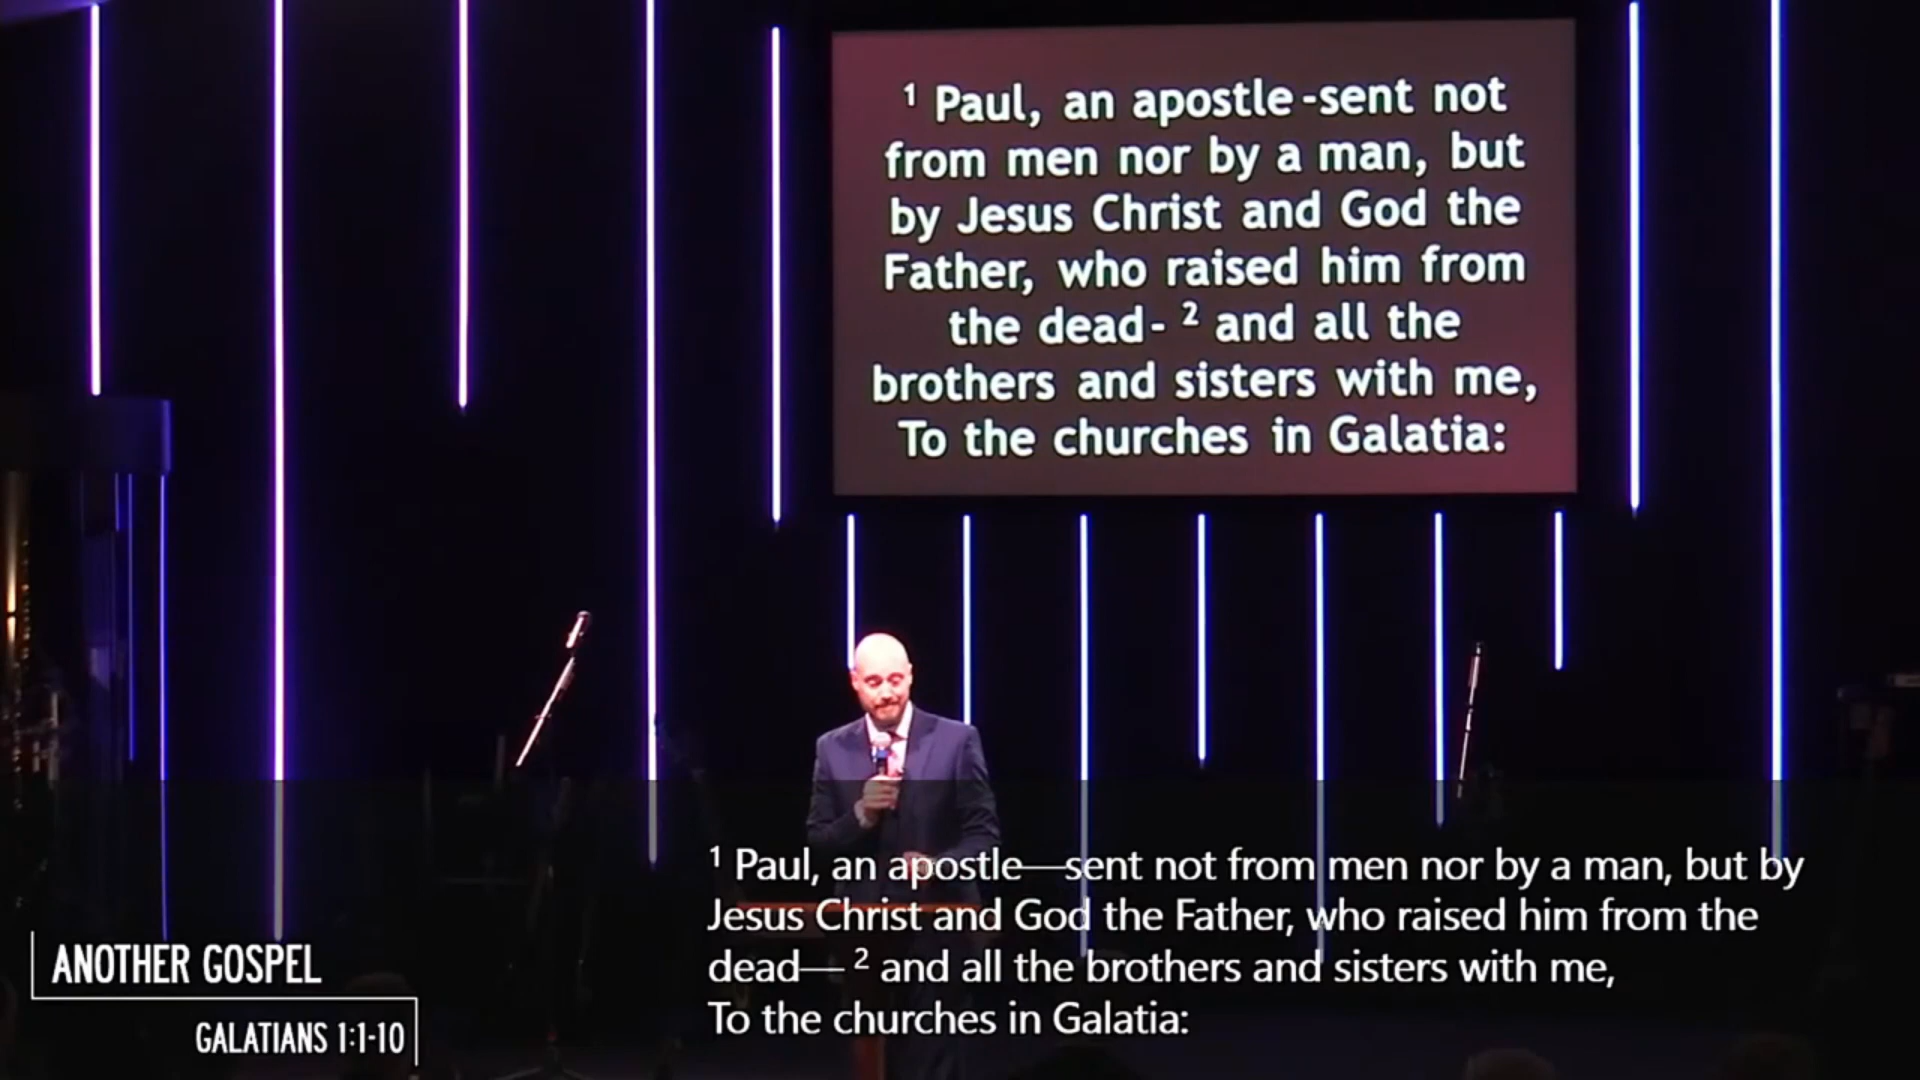 ¹ Paul, an apostle-sent not
from men nor by a man, but
by Jesus Christ and God the
Father, who raised him from
the dead- ² and all the
brothers and sisters with me,
To the churches in Galatia:
¹ Paul, an apostle—sent not from men nor by a man, but by
Jesus Christ and God the Father, who raised him from the
dead— ² and all the brothers and sisters with me,
To the churches in Galatia:
ANOTHER GOSPEL
GALATIANS 1:1-10